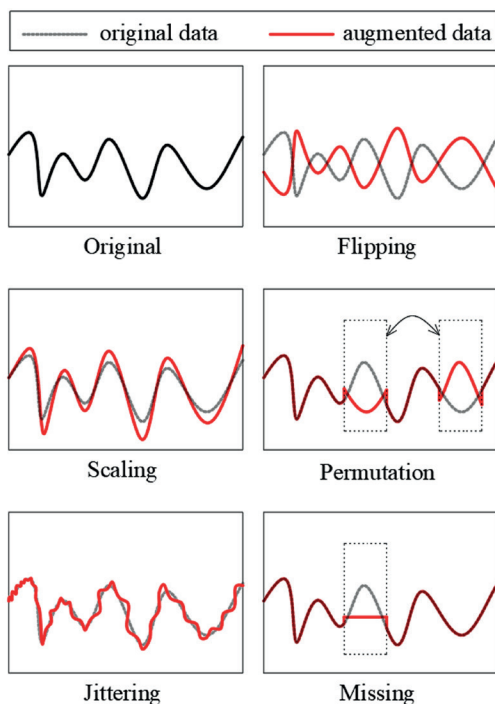 original data augmented data
Original Flipping
Scaling Permutation
Jittering Missing